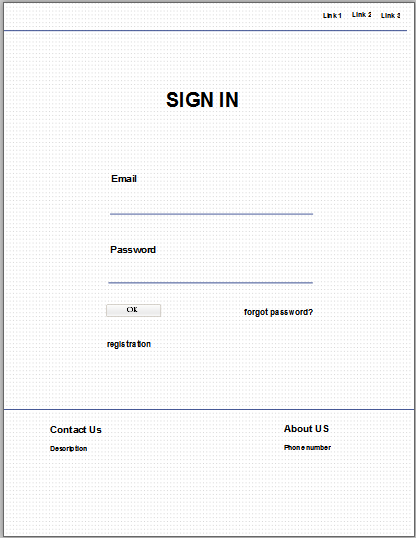 Link 1 Link 2 Link 3
SIGN IN
Email
Password
OK forgot password?
registration
Contact Us About US
Description Phone number